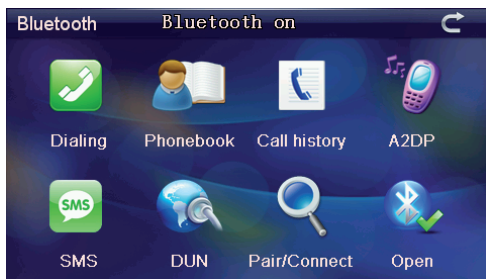 Bluetooth Bluetooth on
Dialing Phonebook Call history A2DP
SMS
SMS DUN Pair/Connect Open